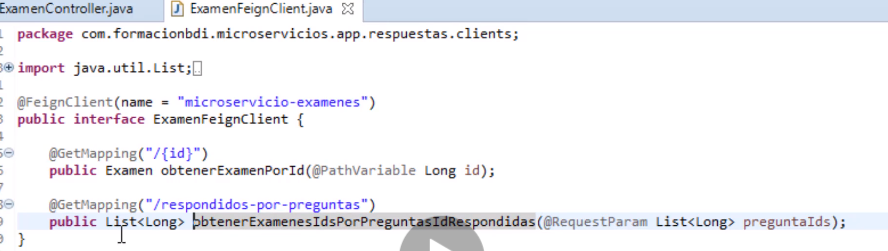 ExamenController.java
ExamenFeignClient.java
package com.formacionbdi.microservicios.app.respuestas.clients;
import java.util.List;
@FeignClient(name = "microservicio-examenes")
public interface ExamenFeignClient {
@GetMapping("/{id}")
public Examen obtenerExamenPorId(@PathVariable Long id);
@GetMapping("/respondidos-por-preguntas")
public List<Long> obtenerExamenesIdsPorPreguntasIdRespondidas(@RequestParam List<Long> preguntaIds);
}